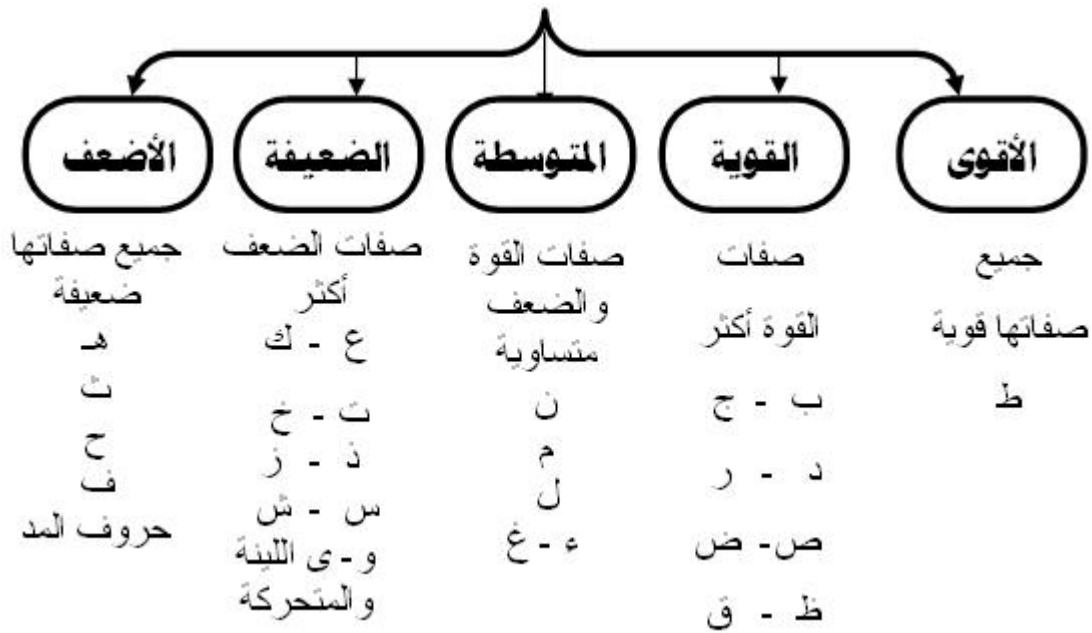 الأقوى
جميع
صفاتها قوية
ط
القوية
صفات
القوة أكثر
ب - ج
د - ر
ص- ض
ظ - ق
المتوسطة
صفات القوة
والضعف
متساوية
ن
م
ل
ء - غ
الضعيفة
صفات الضعف
أكثر
ع - ك
ت - خ
ذ - ز
س - ش
و - ى اللينة
والمتحركة
الأضعف
جميع صفاتها
ضعيفة
هـ
ث
ح
ف
حروف المد